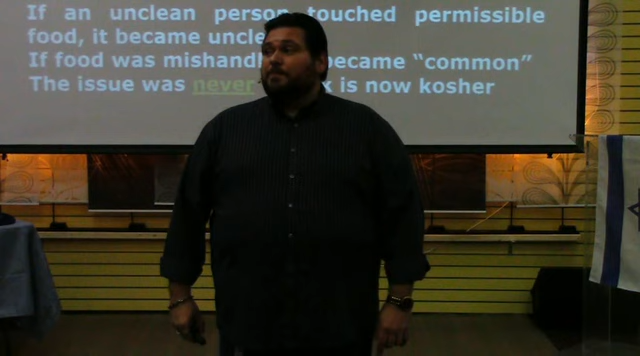 If an unclean person touched permissible
food, it became
If food was became "common"
The issue was never is now kosher